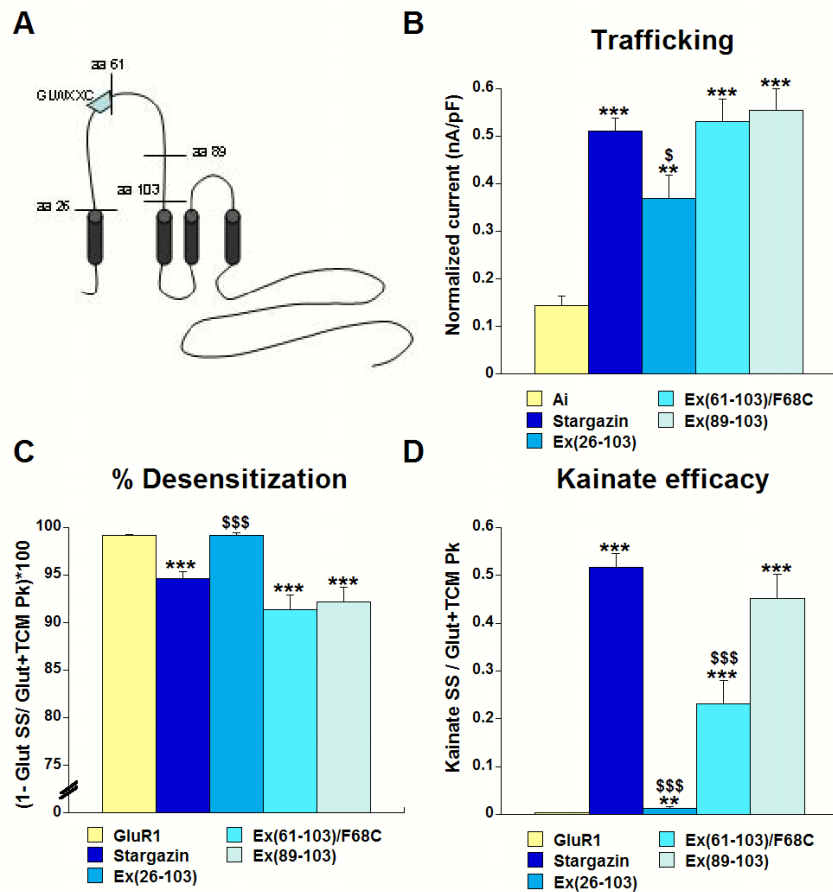 A
aa 61
GLWXXC
aa 89
aa 103
aa 26
B
Trafficking
Normalized current (nA/pF)
0.6
0.5
0.4
0.3
0.2
0.1
0
***
$
**
***
***
Ai
Stargazin
Ex(26-103)
Ex(61-103)/F68C
Ex(89-103)
C
% Desensitization
(1- Glut SS/ Glut+TCM Pk)*100
100
95
90
85
80
75
0
***
$$$
***
***
GluR1
Stargazin
Ex(26-103)
Ex(61-103)/F68C
Ex(89-103)
D
Kainate efficacy
Kainate SS / Glut+TCM Pk
0.6
0.5
0.4
0.3
0.2
0.1
0
***
$$$
**
$$$
***
***
GluR1
Stargazin
Ex(26-103)
Ex(61-103)/F68C
Ex(89-103)